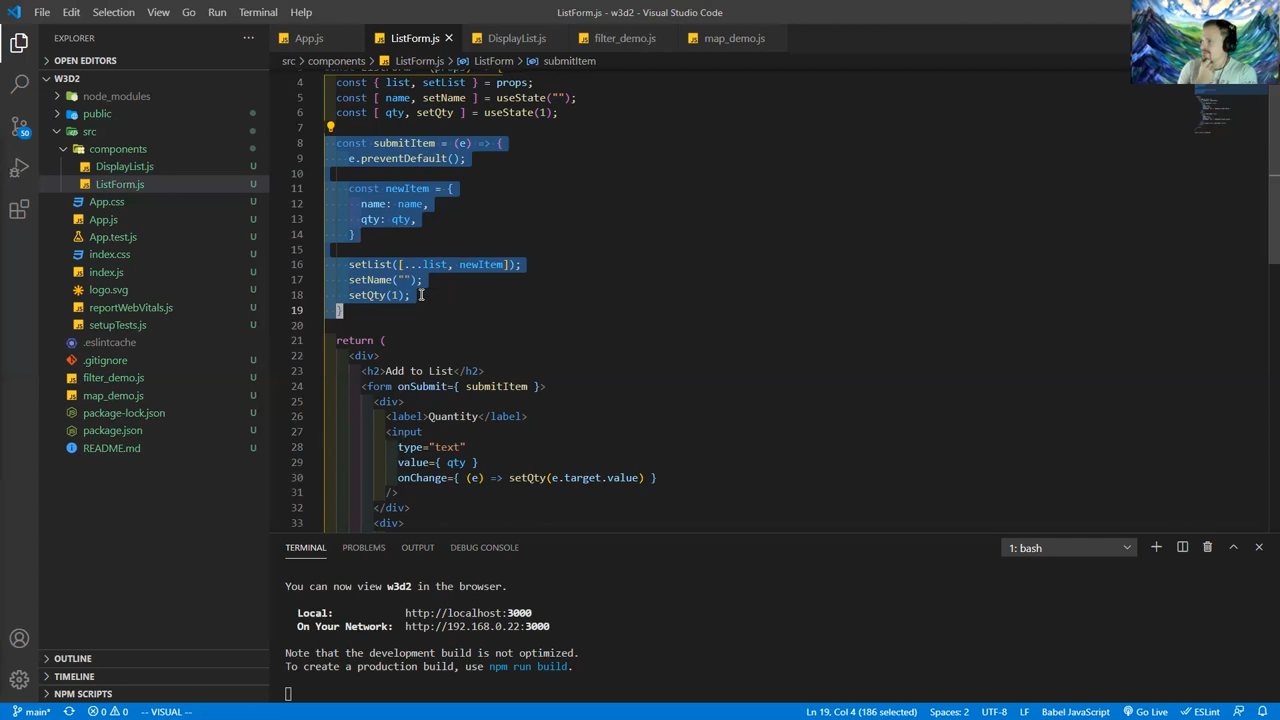 File Edit Selection View Go Run Terminal Help
ListForm.js - w3d2 - Visual Studio Code
EXPLORER
OPEN EDITORS
W3D2
node_modules
public U
src
components
DisplayList.js U
ListForm.js U
App.css U
App.js U
App.test.js U
index.css U
index.js U
logo.svg U
reportWebVitals.js U
setupTests.js U
.eslintcache
.gitignore U
filter_demo.js U
map_demo.js U
package-lock.json U
package.json U
README.md U
OUTLINE
TIMELINE
NPM SCRIPTS
50
App.js ListForm.js DisplayList.js filter_demo.js map_demo.js
src > components > ListForm.js > ListForm > submitItem
4 const { list, setList } = props;
5 const [ name, setName ] = useState("");
6 const [ qty, setQty ] = useState(1);
7
8 const submitItem = (e) => {
9 e.preventDefault();
10
11 const newItem = {
12 name: name,
13 qty: qty,
14 }
15
16 setList([...list, newItem]);
17 setName("");
18 setQty(1);
19 }
20
21 return (
22 <div>
23 <h2>Add to List</h2>
24 <form onSubmit={ submitItem }>
25 <div>
26 <label>Quantity</label>
27 <input
28 type="text"
29 value={ qty }
30 onChange={ (e) => setQty(e.target.value) }
31 />
32 </div>
33 <div>
TERMINAL PROBLEMS OUTPUT DEBUG CONSOLE
1: bash
You can now view w3d2 in the browser.
Local: http://localhost:3000
On Your Network: http://192.168.0.22:3000
Note that the development build is not optimized.
To create a production build, use npm run build.
main* 0 0 -- VISUAL --
Ln 19, Col 4 (186 selected) Spaces: 2 UTF-8 LF Babel JavaScript Go Live ESLint